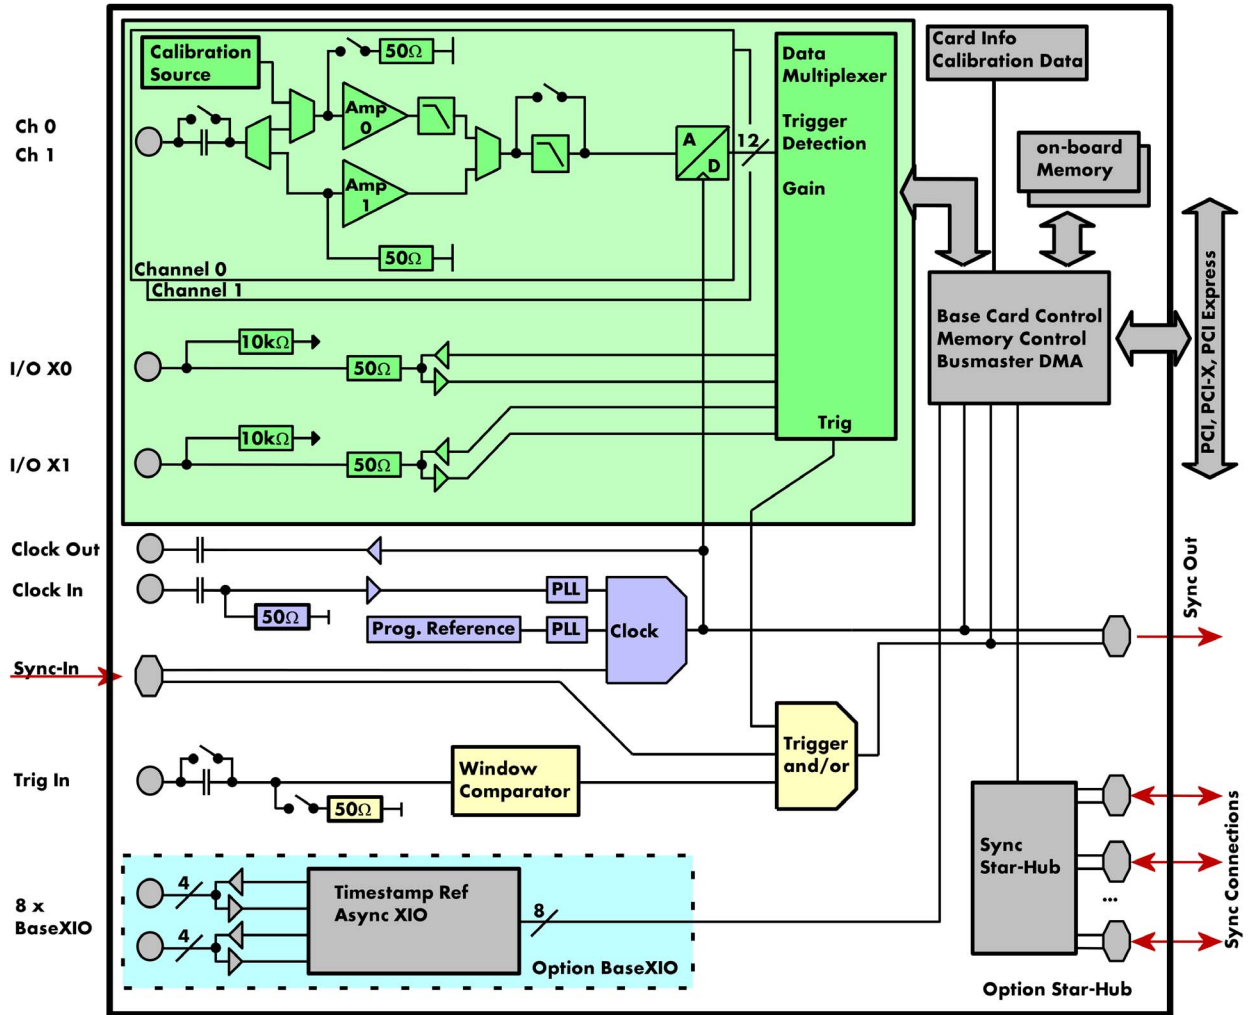 Calibration
Source
50Ω
Amp
0
Amp
1
50Ω
A
D
12
Channel 0
Channel 1
Data
Multiplexer
Trigger
Detection
Gain
Trig
Card Info
Calibration Data
on-board
Memory
Base Card Control
Memory Control
Busmaster DMA
PCI, PCI-X, PCI Express
Ch 0
Ch 1
I/O X0
10kΩ
50Ω
I/O X1
10kΩ
50Ω
Clock Out
Clock In
50Ω
PLL
Prog. Reference
PLL
Clock
Sync Out
Sync-In
Trig In
50Ω
Window
Comparator
Trigger
and/or
8 x
BaseXIO
4
4
Timestamp Ref
Async XIO
8
Option BaseXIO
Sync
Star-Hub
...
Sync Connections
Option Star-Hub